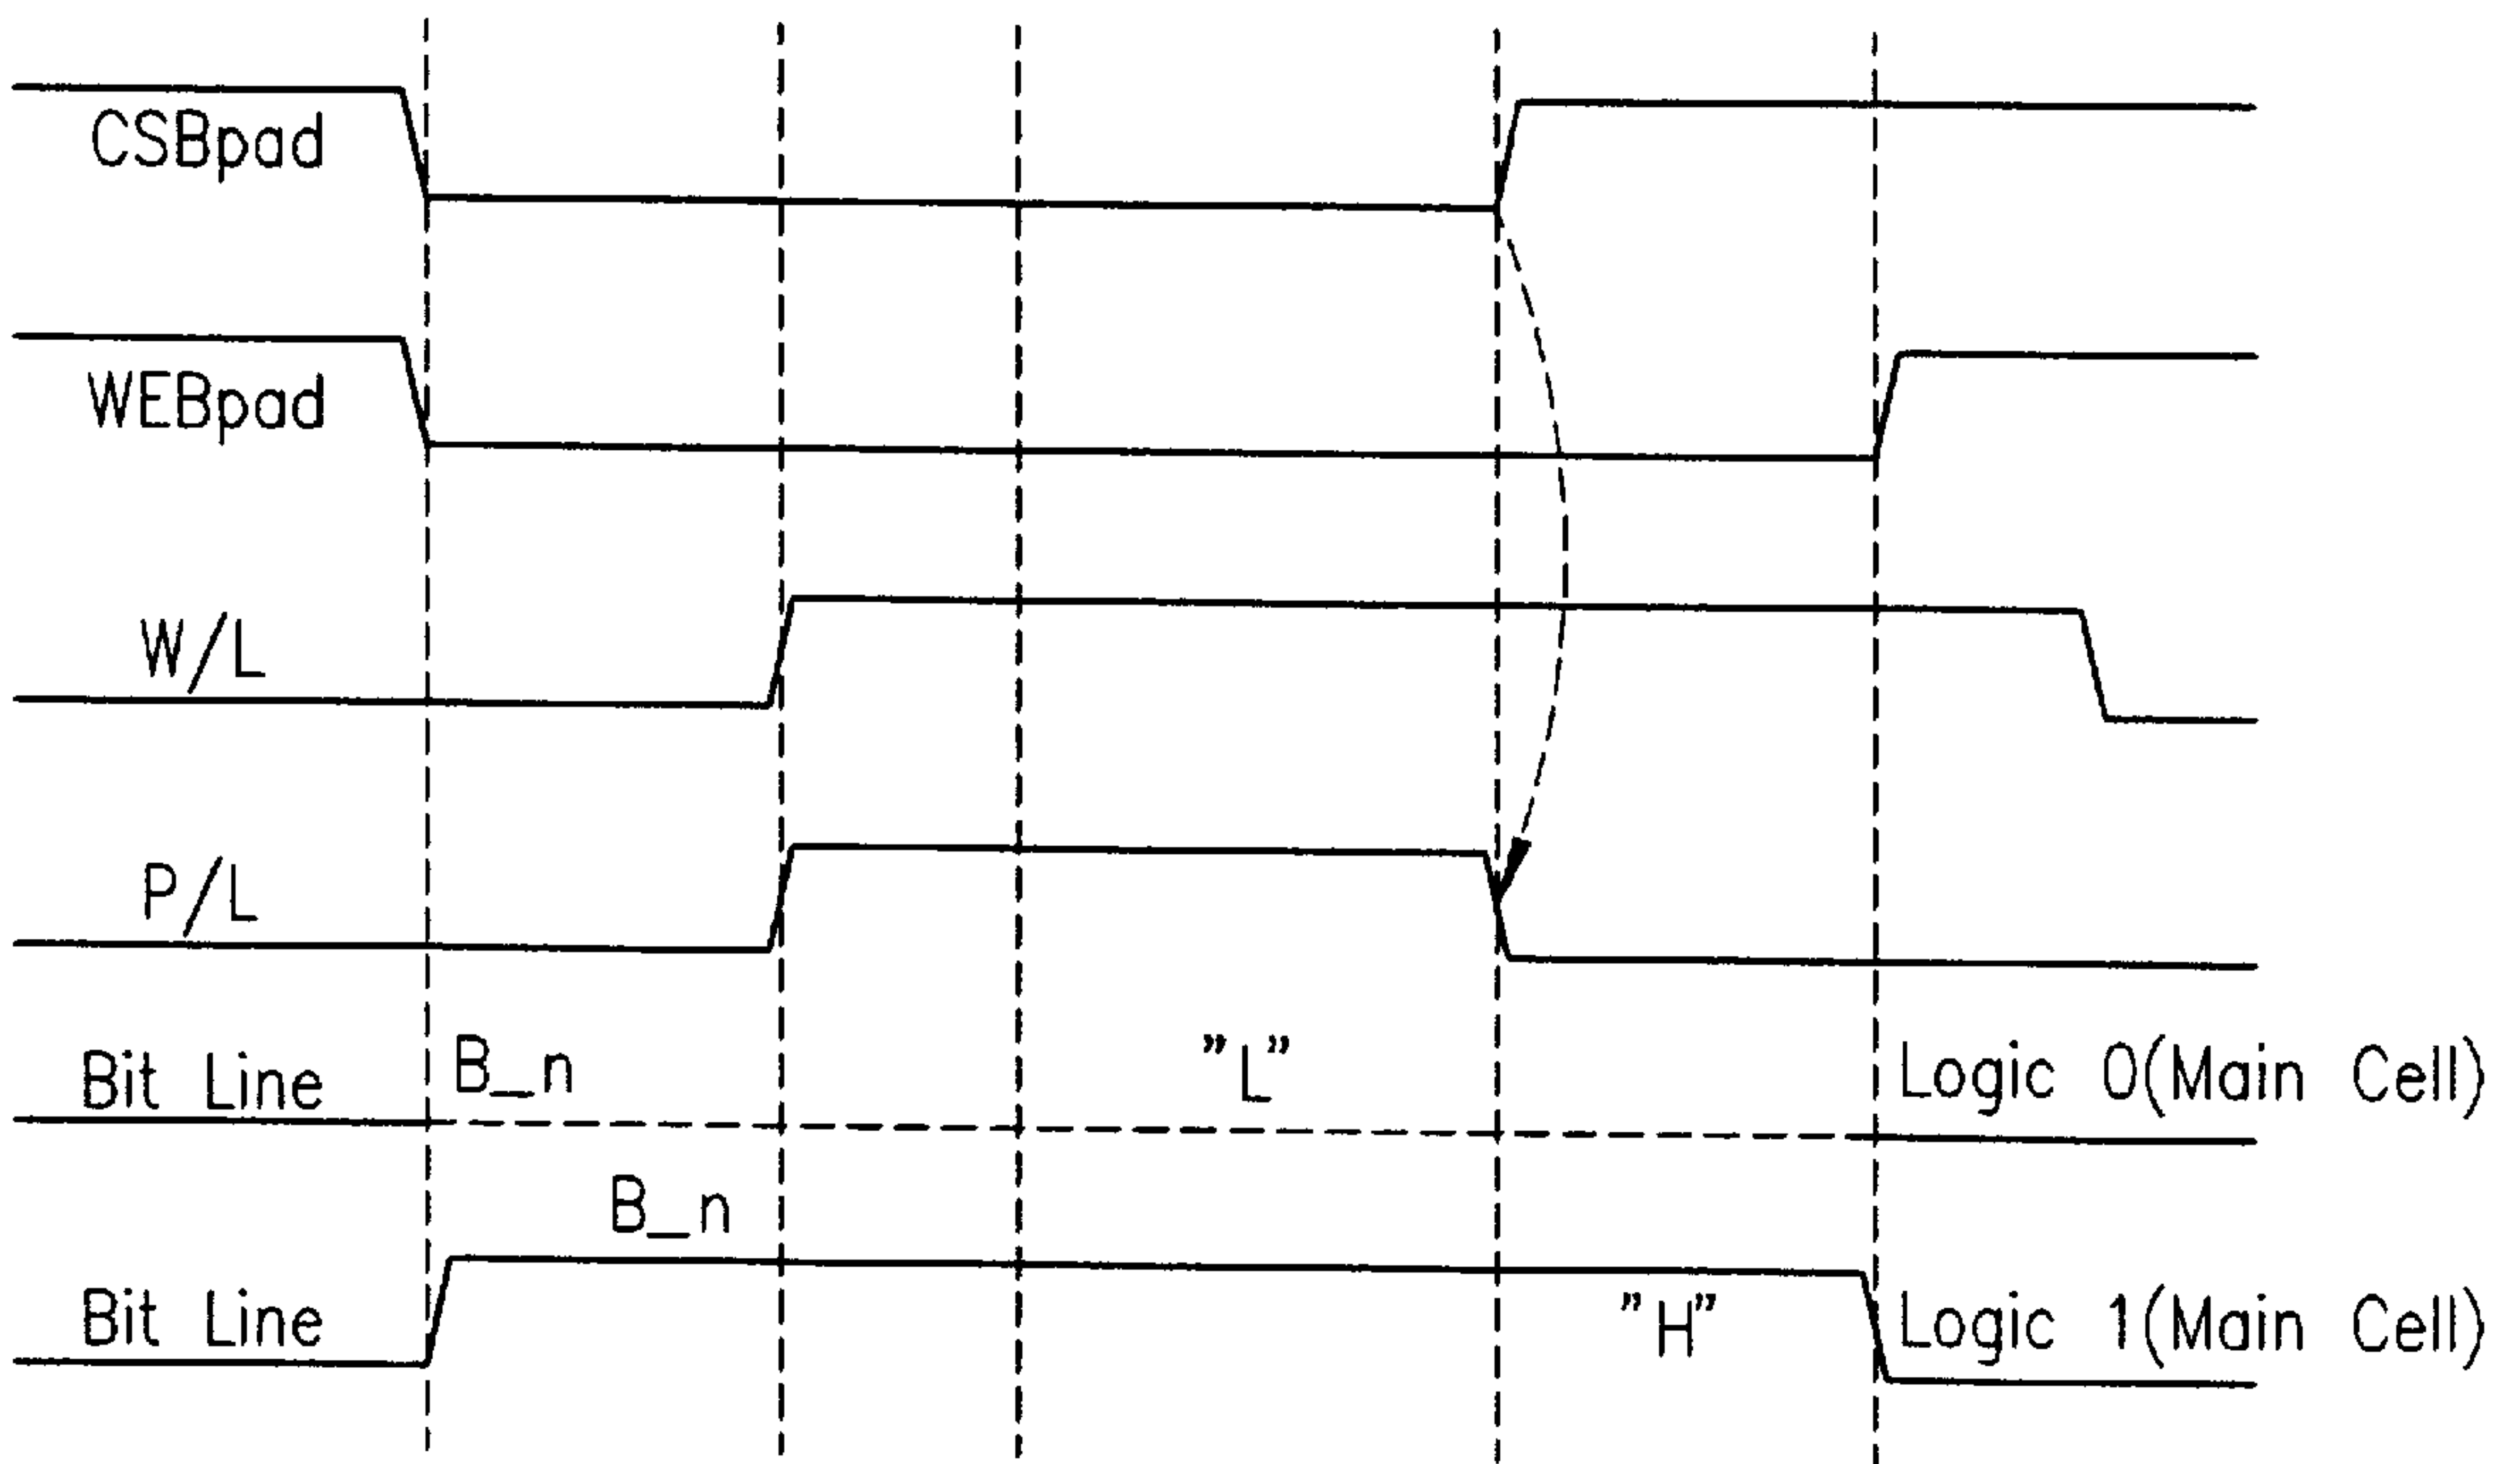 CSBpad
WEBpad
W/L
P/L
Bit Line B_n "L" Logic 0(Main Cell)
B_n
Bit Line "H" Logic 1(Main Cell)